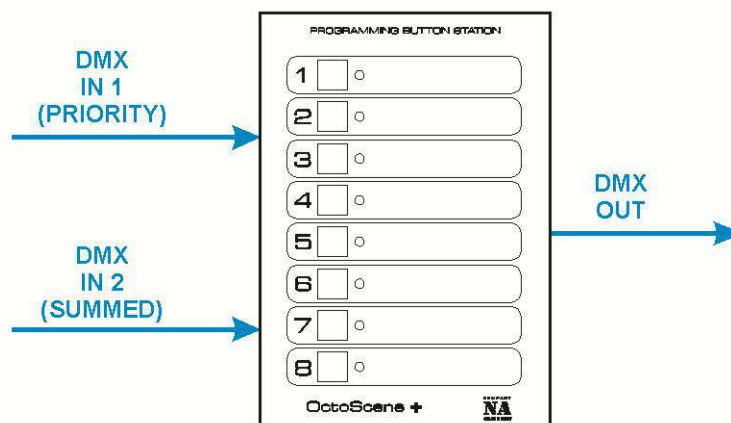 PROGRAMMING BUTTON STATION
DMX
IN 1
(PRIORITY)
1
2
3
4
5
6
7
8
DMX
IN 2
(SUMMED)
DMX
OUT
OctoScene +
COMPANY
NA